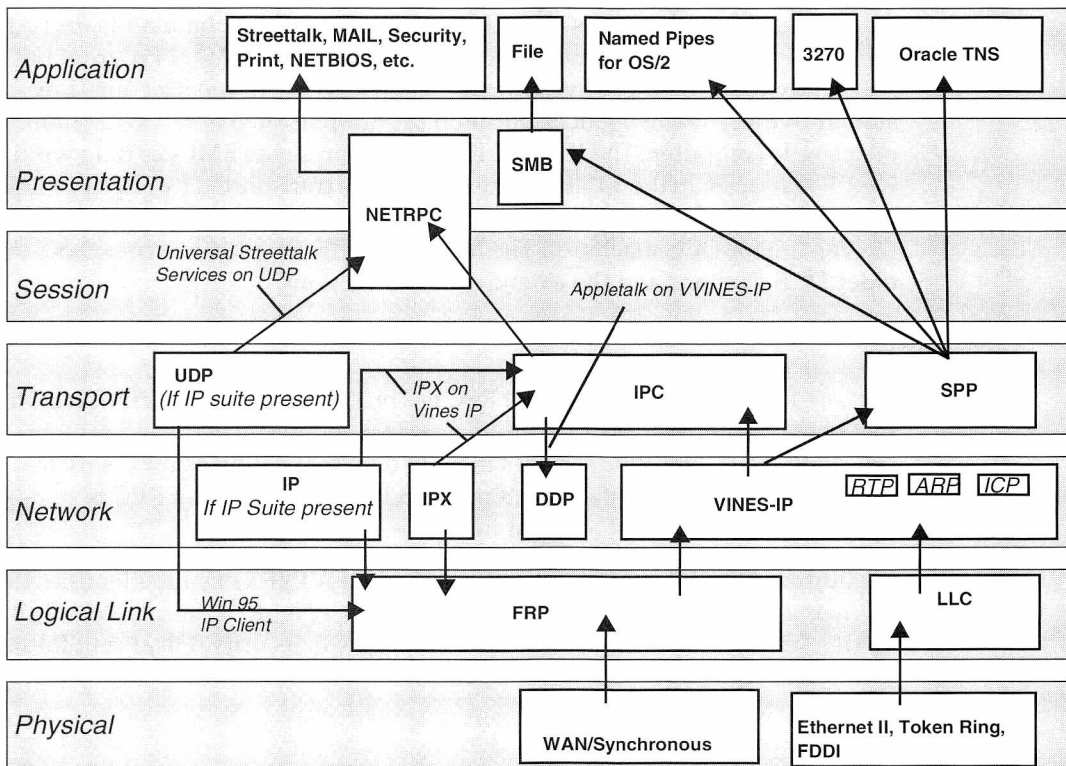 Application
Streettalk, MAIL, Security,
Print, NETBIOS, etc.
File
Named Pipes
for OS/2
3270
Oracle TNS
Presentation
SMB
NETRPC
Session
Universal Streettalk
Services on UDP
Appletalk on VVINES-IP
Transport
UDP
(If IP suite present)
IPX on
Vines IP
IPC
SPP
Network
IP
If IP Suite present
IPX
DDP
VINES-IP
RTP
ARP
ICP
Logical Link
Win 95
IP Client
FRP
LLC
Physical
WAN/Synchronous
Ethernet II, Token Ring,
FDDI